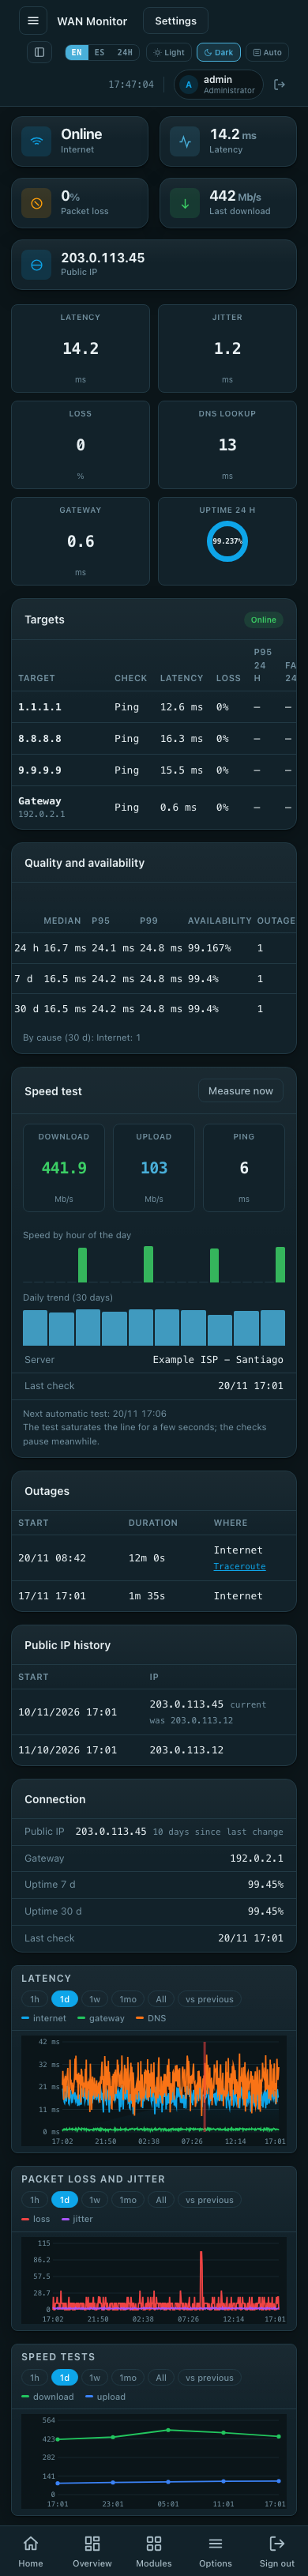 WAN Monitor Settings
EN ES 24H Light Dark Auto
17:47:04 A admin
Administrator
Online
Internet
14.2 ms
Latency
0%
Packet loss
442 Mb/s
Last download
203.0.113.45
Public IP
LATENCY
14.2
ms
JITTER
1.2
ms
LOSS
0
%
DNS LOOKUP
13
ms
GATEWAY
0.6
ms
UPTIME 24 H
99.237%
Targets Online
TARGET CHECK LATENCY LOSS P95 24 H FA 24
1.1.1.1 Ping 12.6 ms 0% — —
8.8.8.8 Ping 16.3 ms 0% — —
9.9.9.9 Ping 15.5 ms 0% — —
Gateway Ping 0.6 ms 0% — —
192.0.2.1
Quality and availability
MEDIAN P95 P99 AVAILABILITY OUTAGE
24 h 16.7 ms 24.1 ms 24.8 ms 99.167% 1
7 d 16.5 ms 24.2 ms 24.8 ms 99.4% 1
30 d 16.5 ms 24.2 ms 24.8 ms 99.4% 1
By cause (30 d): Internet: 1
Speed test Measure now
DOWNLOAD
441.9
Mb/s
UPLOAD
103
Mb/s
PING
6
ms
Speed by hour of the day
Daily trend (30 days)
Server Example ISP — Santiago
Last check 20/11 17:01
Next automatic test: 20/11 17:06
The test saturates the line for a few seconds; the checks
pause meanwhile.
Outages
START DURATION WHERE
20/11 08:42 12m 0s Internet
Traceroute
17/11 17:01 1m 35s Internet
Public IP history
START IP
10/11/2026 17:01 203.0.113.45 current
was 203.0.113.12
11/10/2026 17:01 203.0.113.12
Connection
Public IP 203.0.113.45 10 days since last change
Gateway 192.0.2.1
Uptime 7 d 99.45%
Uptime 30 d 99.45%
Last check 20/11 17:01
LATENCY
1h 1d 1w 1mo All vs previous
internet gateway DNS
42 ms
32 ms
21 ms
11 ms
0 ms
17:02 21:50 02:38 07:26 12:14 17:01
PACKET LOSS AND JITTER
1h 1d 1w 1mo All vs previous
loss jitter
115
86.2
57.5
28.7
0
17:02 21:50 02:38 07:26 12:14 17:01
SPEED TESTS
1h 1d 1w 1mo All vs previous
download upload
564
423
282
141
0
17:01 23:01 05:01 11:01 17:01
Home Overview Modules Options Sign out